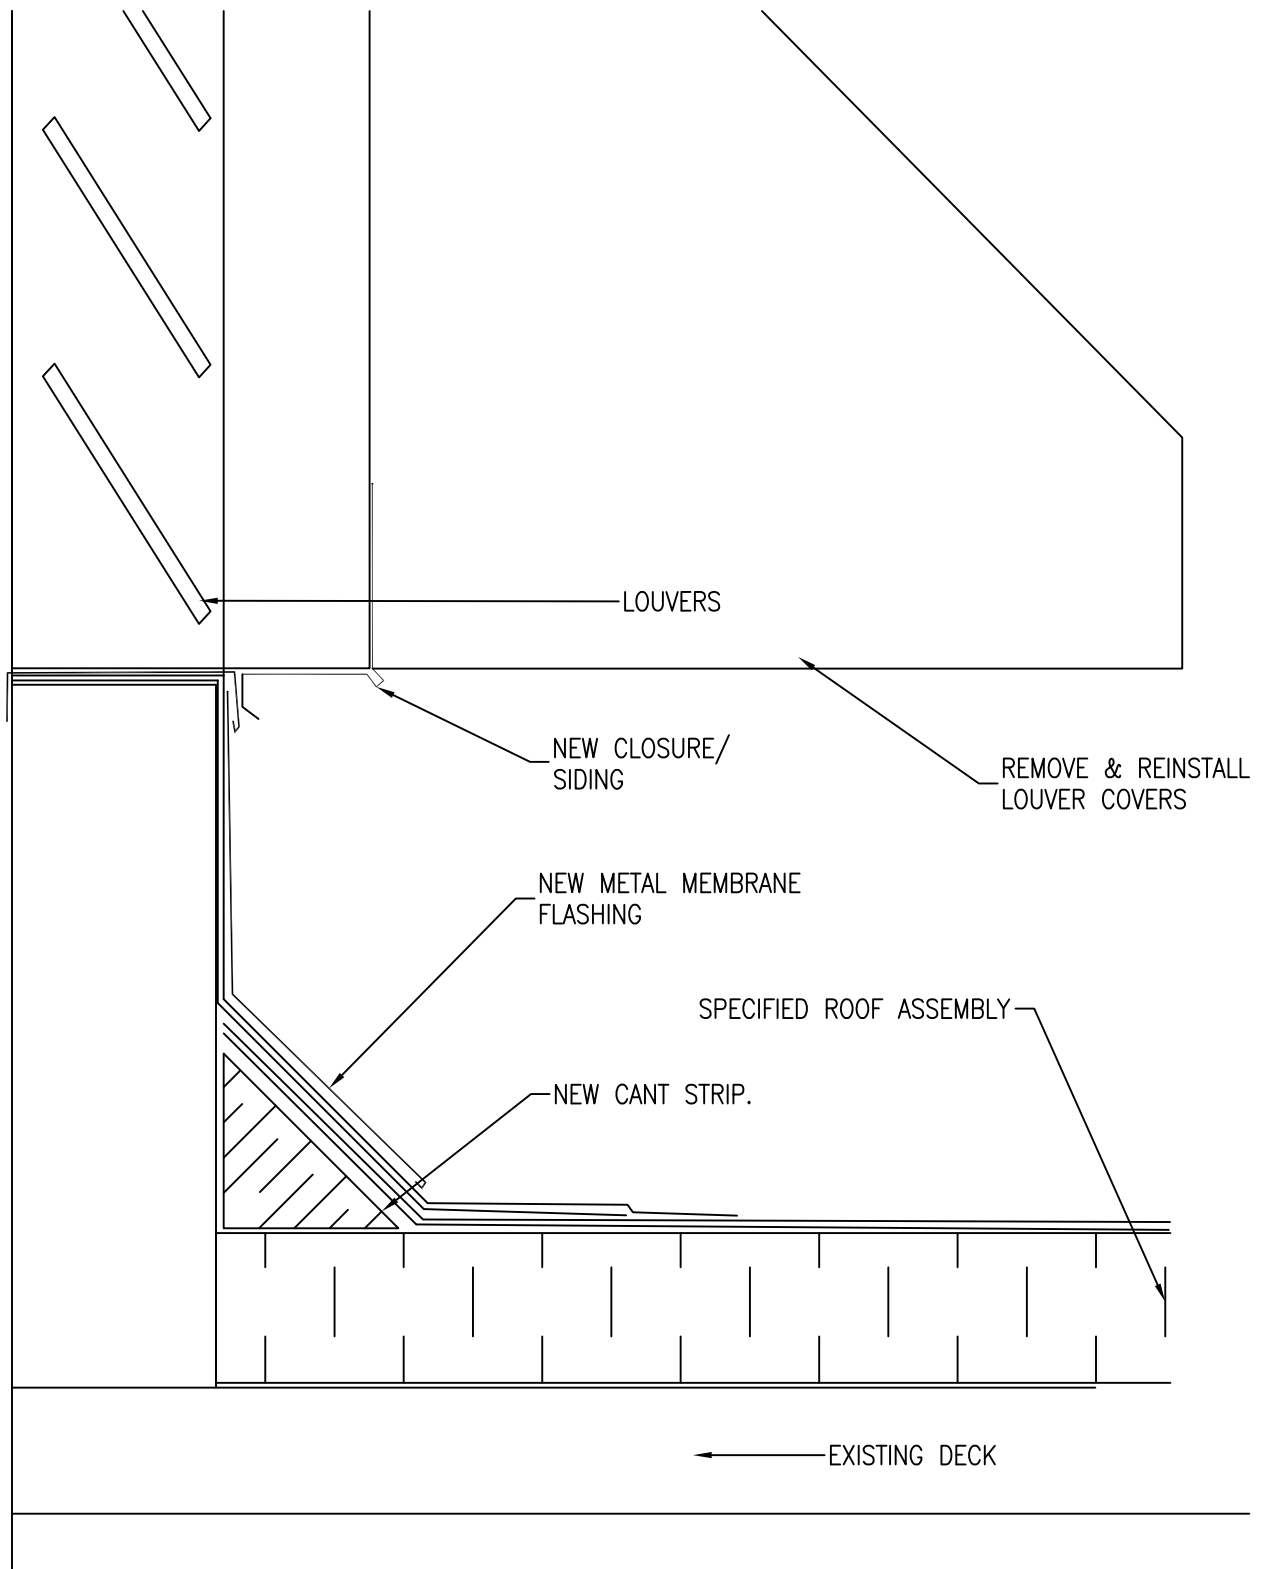 LOUVERS
NEW CLOSURE/
SIDING
REMOVE & REINSTALL
LOUVER COVERS
NEW METAL MEMBRANE
FLASHING
SPECIFIED ROOF ASSEMBLY
NEW CANT STRIP.
EXISTING DECK